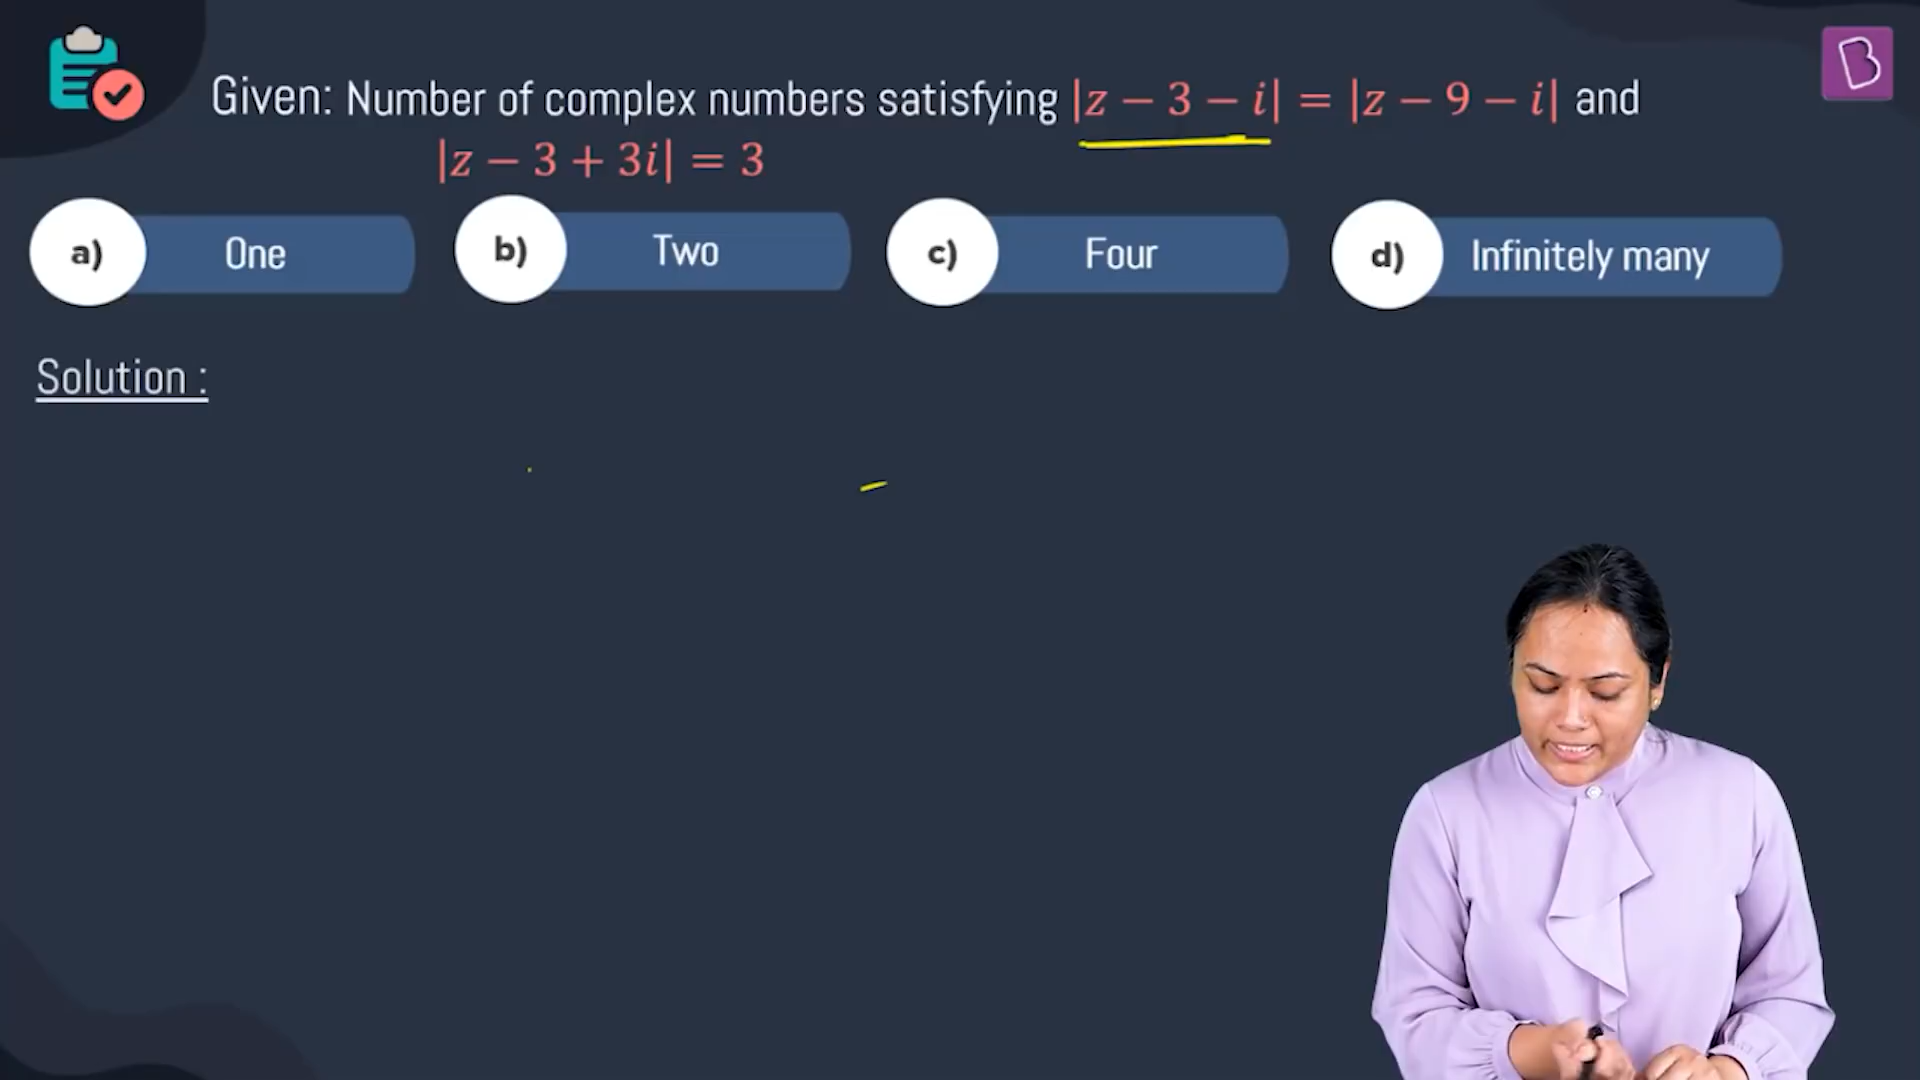 Given: Number of complex numbers satisfying |z − 3 − i| = |z − 9 − i| and
|z − 3 + 3i| = 3
a) One
b) Two
c) Four
d) Infinitely many
Solution :